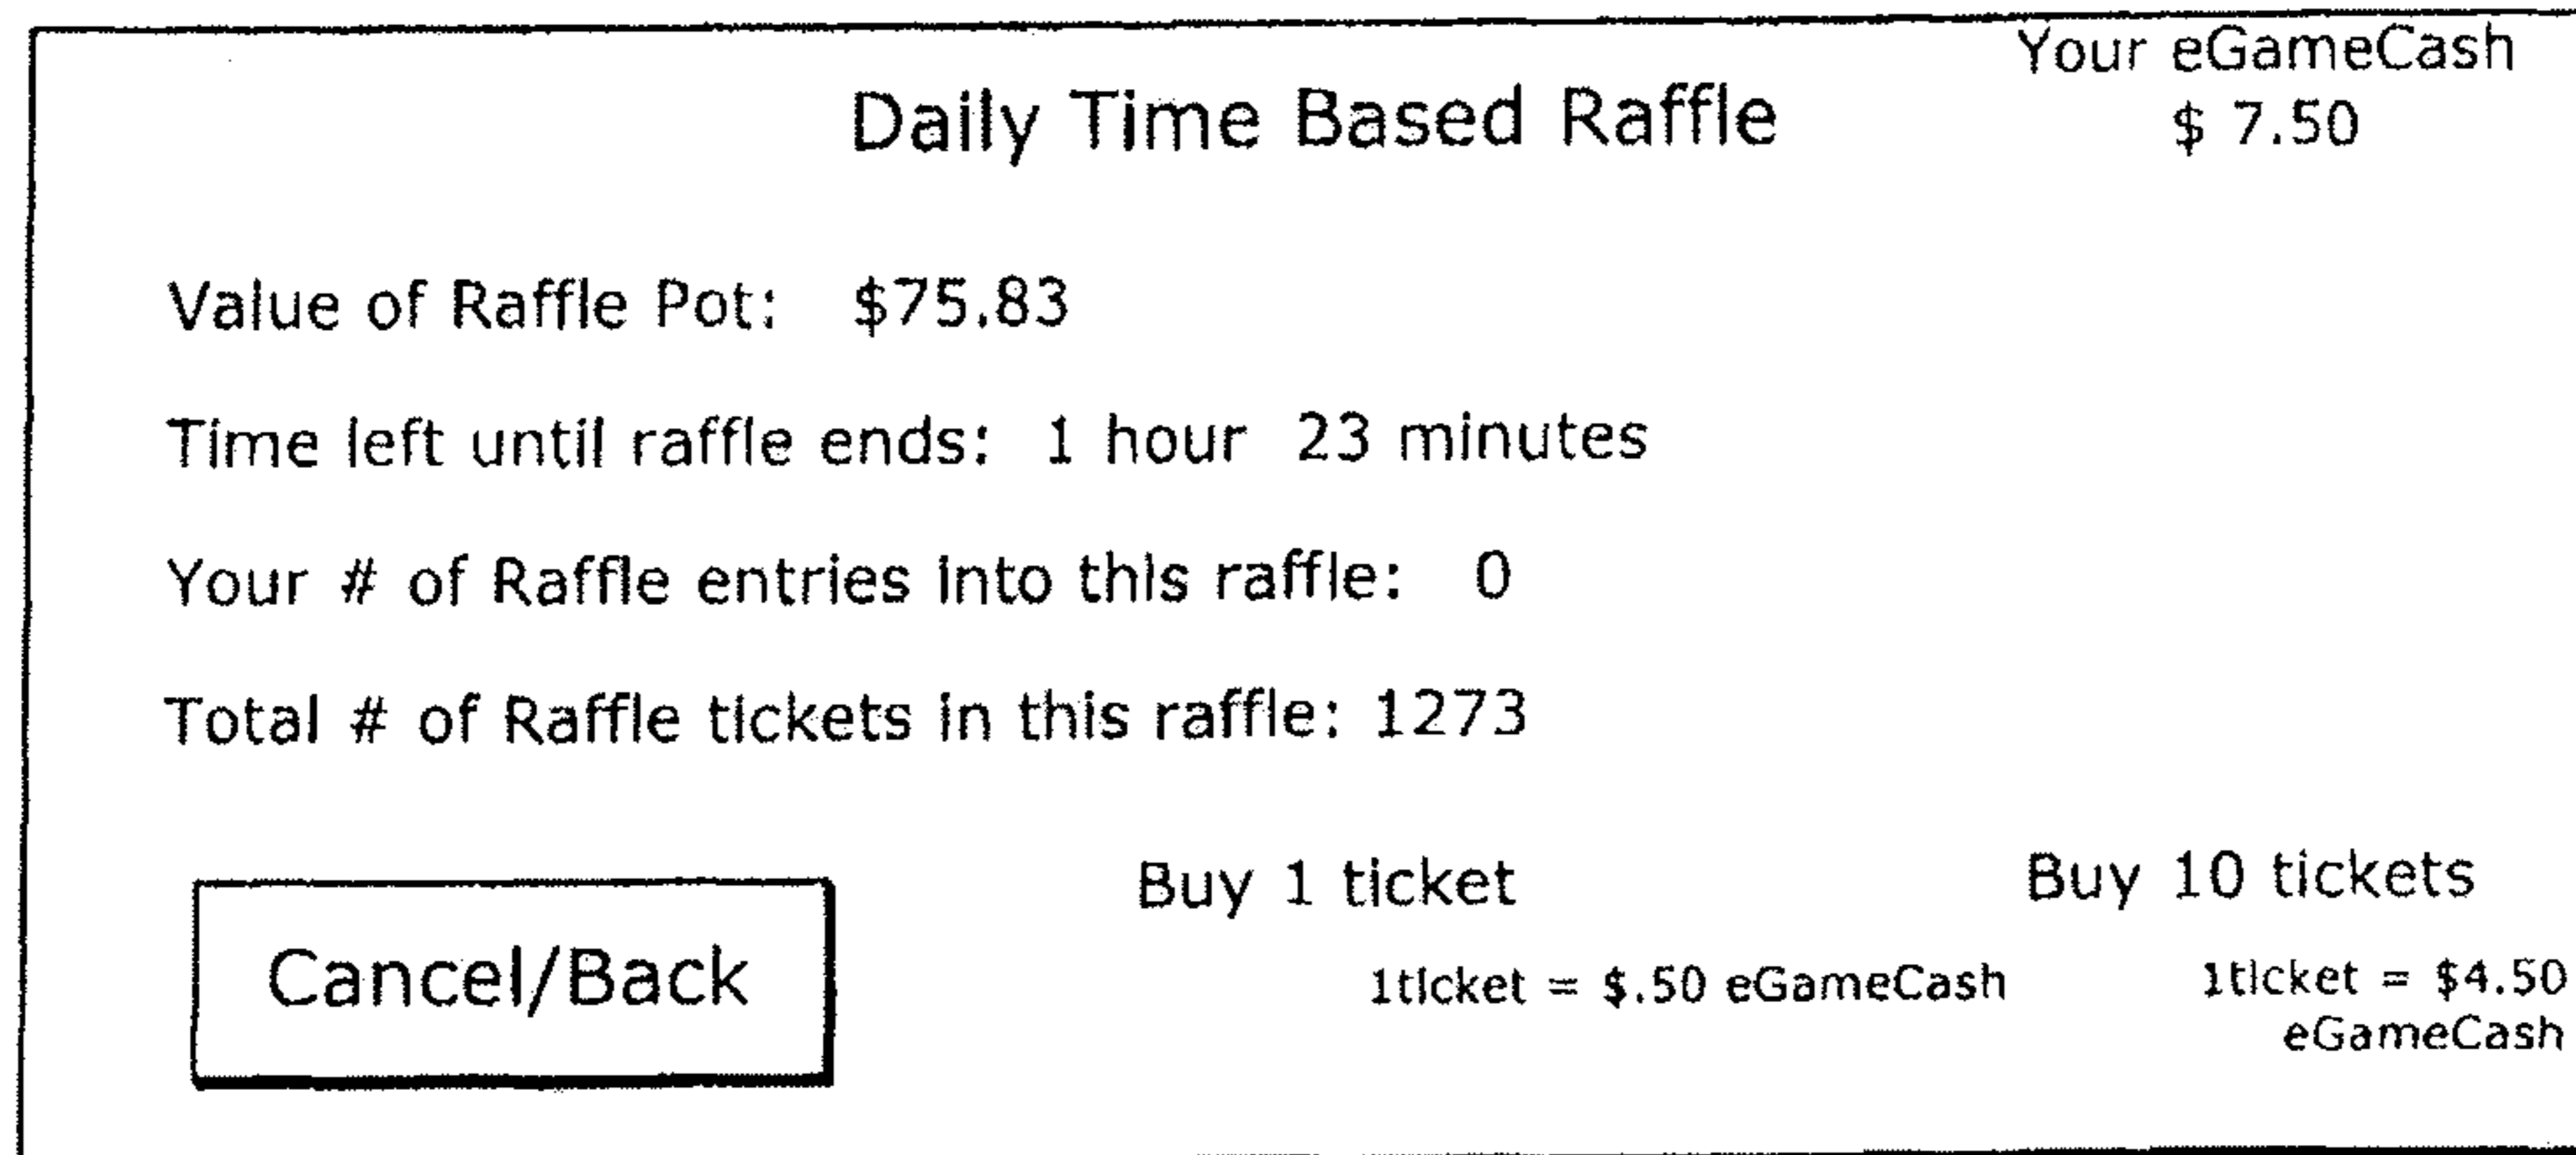 Your eGameCash
Daily Time Based Raffle
$ 7.50
Value of Raffle Pot: $75.83
Time left until raffle ends: 1 hour 23 minutes
Your # of Raffle entries into this raffle: 0
Total # of Raffle tickets in this raffle: 1273
Buy 1 ticket
Buy 10 tickets
Cancel/Back
1ticket = $.50 eGameCash
1ticket = $4.50
eGameCash